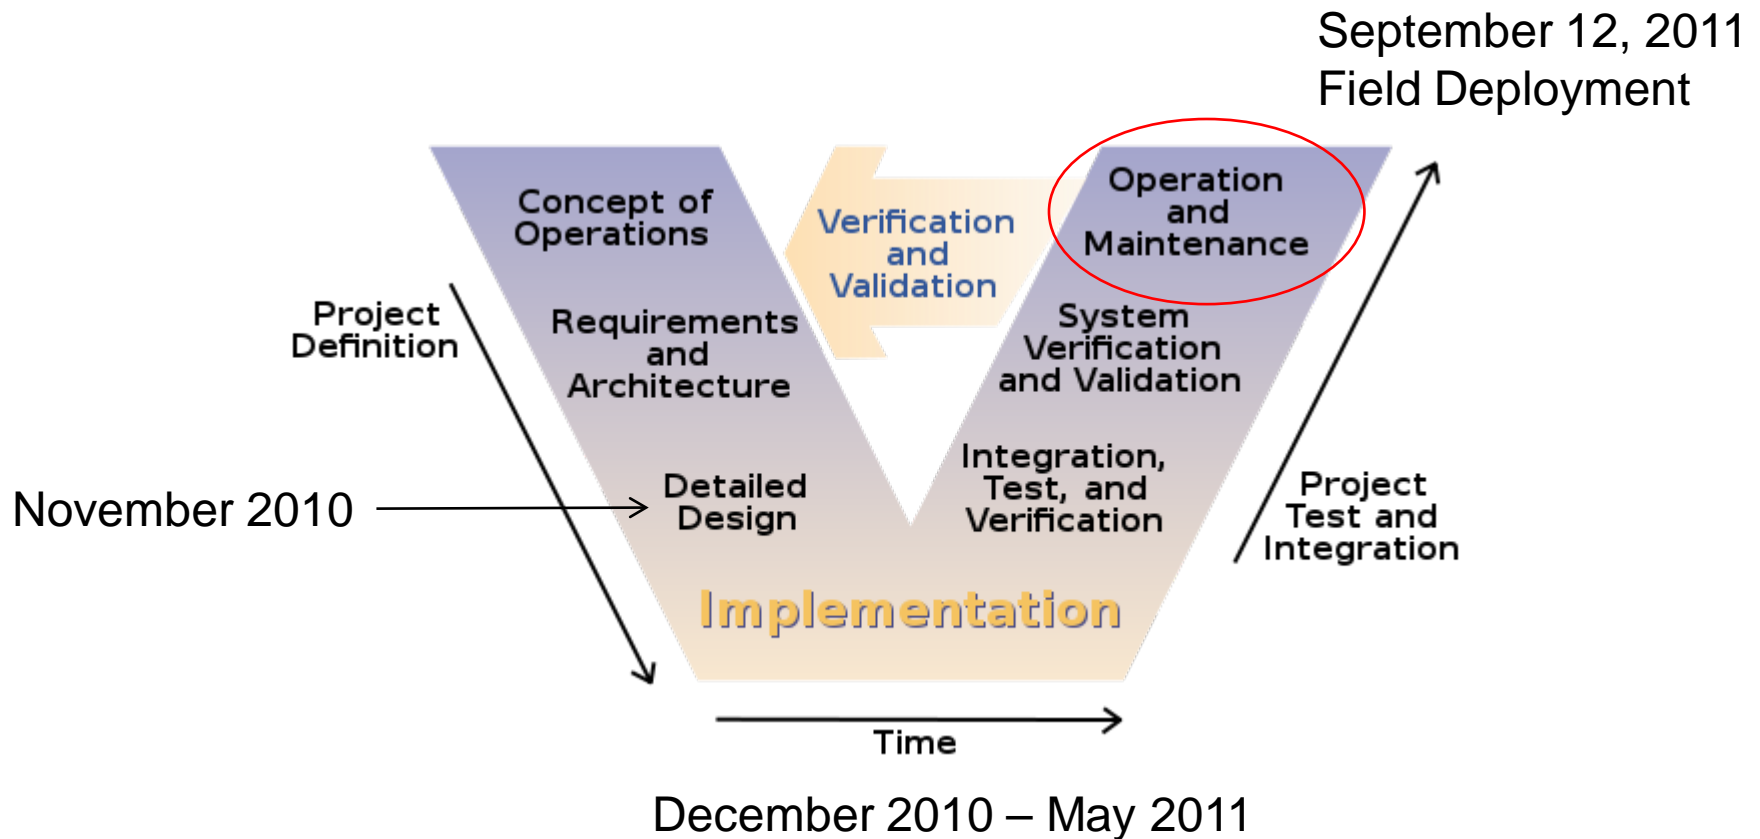 September 12, 2011
Field Deployment
Concept of
Operations
Verification
and
Validation
Operation
and
Maintenance
Project
Definition
Requirements
and
Architecture
System
Verification
and Validation
November 2010
Detailed
Design
Integration,
Test, and
Verification
Project
Test and
Integration
Implementation
Time
December 2010 – May 2011